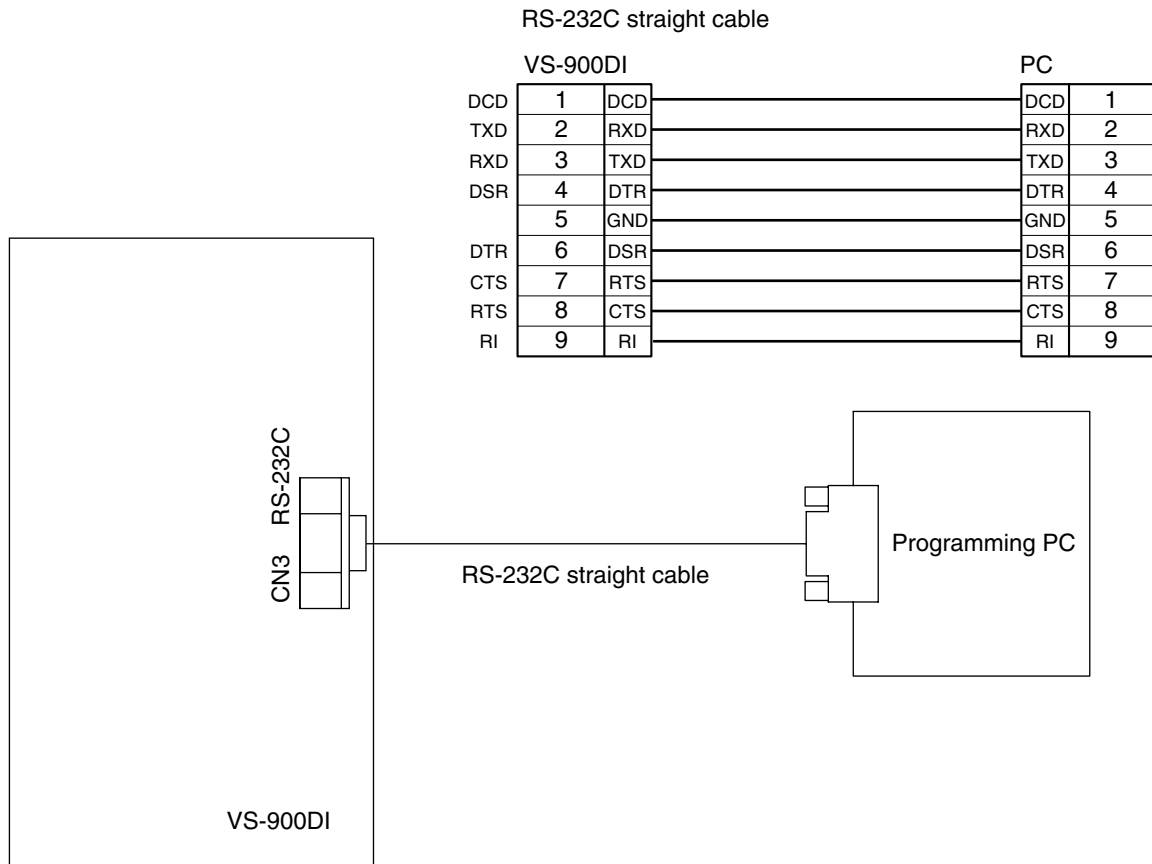 RS-232C straight cable
VS-900DI PC
DCD 1 DCD DCD 1
TXD 2 RXD RXD 2
RXD 3 TXD TXD 3
DSR 4 DTR DTR 4
5 GND GND 5
DTR 6 DSR DSR 6
CTS 7 RTS RTS 7
RTS 8 CTS CTS 8
RI 9 RI RI 9
CN3 RS-232C
RS-232C straight cable
Programming PC
VS-900DI